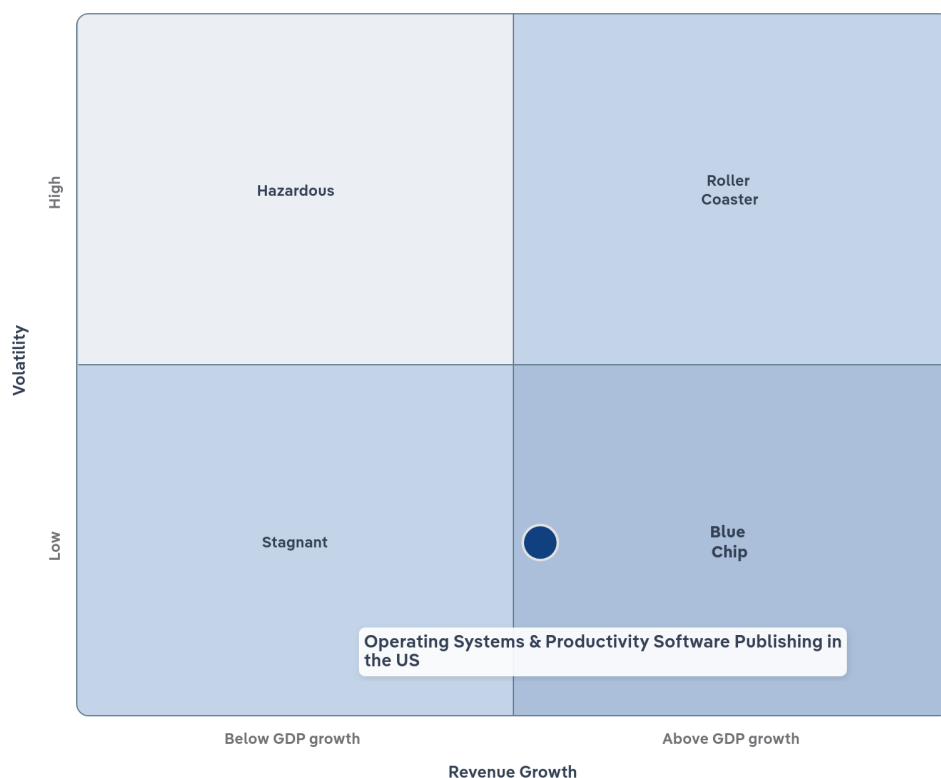 Hazardous
Roller
Coaster
High
Volatility
Low
Stagnant
Blue
Chip
Operating Systems & Productivity Software Publishing in
the US
Below GDP growth
Above GDP growth
Revenue Growth